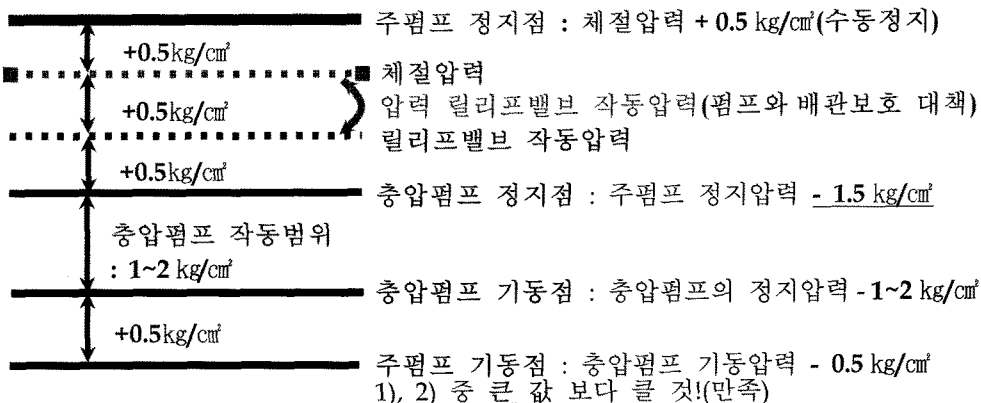 주펌프 정지점 : 체절압력 + 0.5 kg/㎠(수동정지)
+0.5kg/㎠
체절압력
+0.5kg/㎠
압력 릴리프밸브 작동압력(펌프와 배관보호 대책)
릴리프밸브 작동압력
+0.5kg/㎠
충압펌프 정지점 : 주펌프 정지압력 - 1.5 kg/㎠
충압펌프 작동범위
: 1~2 kg/㎠
충압펌프 기동점 : 충압펌프의 정지압력 - 1~2 kg/㎠
+0.5kg/㎠
주펌프 기동점 : 충압펌프 기동압력 - 0.5 kg/㎠
1), 2) 중 큰 값 보다 클 것!(만족)